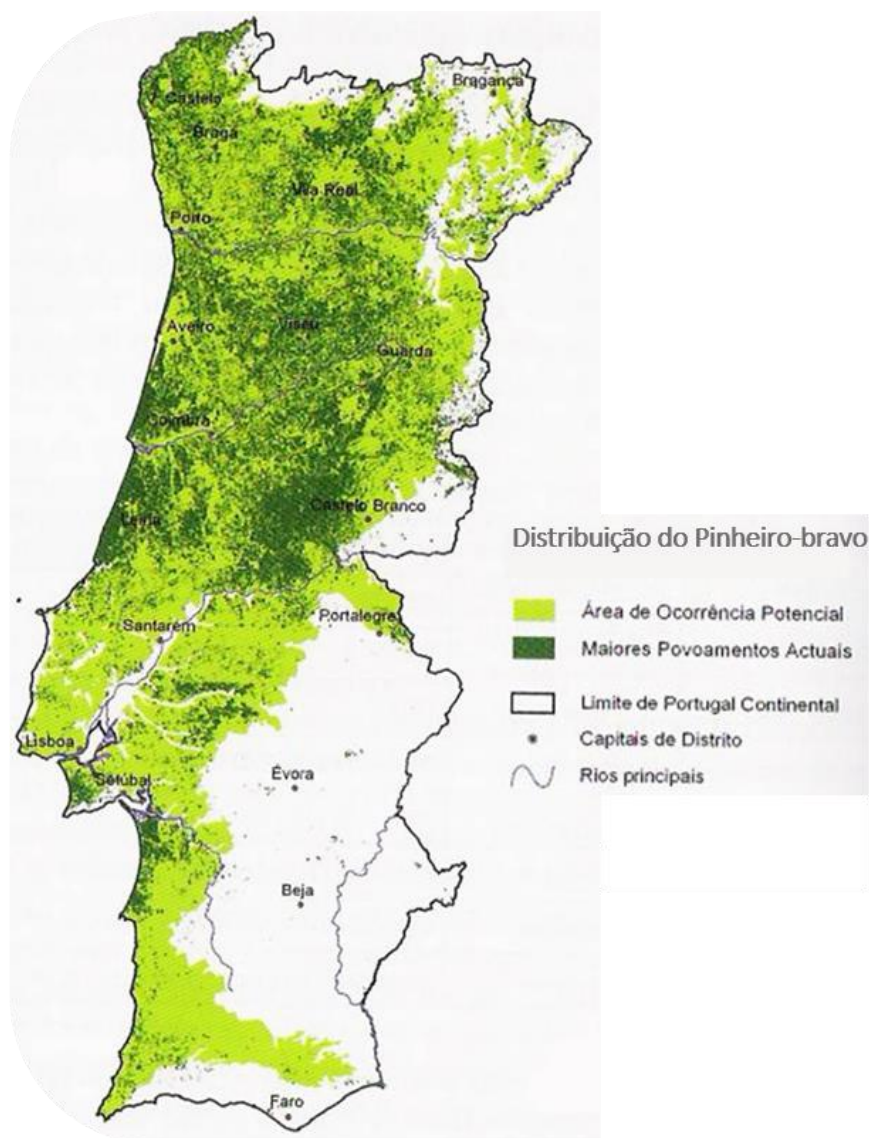 Bragança
V. Castelo
Braga
Vila Real
Porto
Aveiro
Viseu
Guarda
Coimbra
Castelo Branco
Leiria
Santarém
Portalegre
Lisboa
Setúbal
Évora
Beja
Faro
Distribuição do Pinheiro-bravo
Área de Ocorrência Potencial
Maiores Povoamentos Actuais
Limite de Portugal Continental
Capitais de Distrito
Rios principais